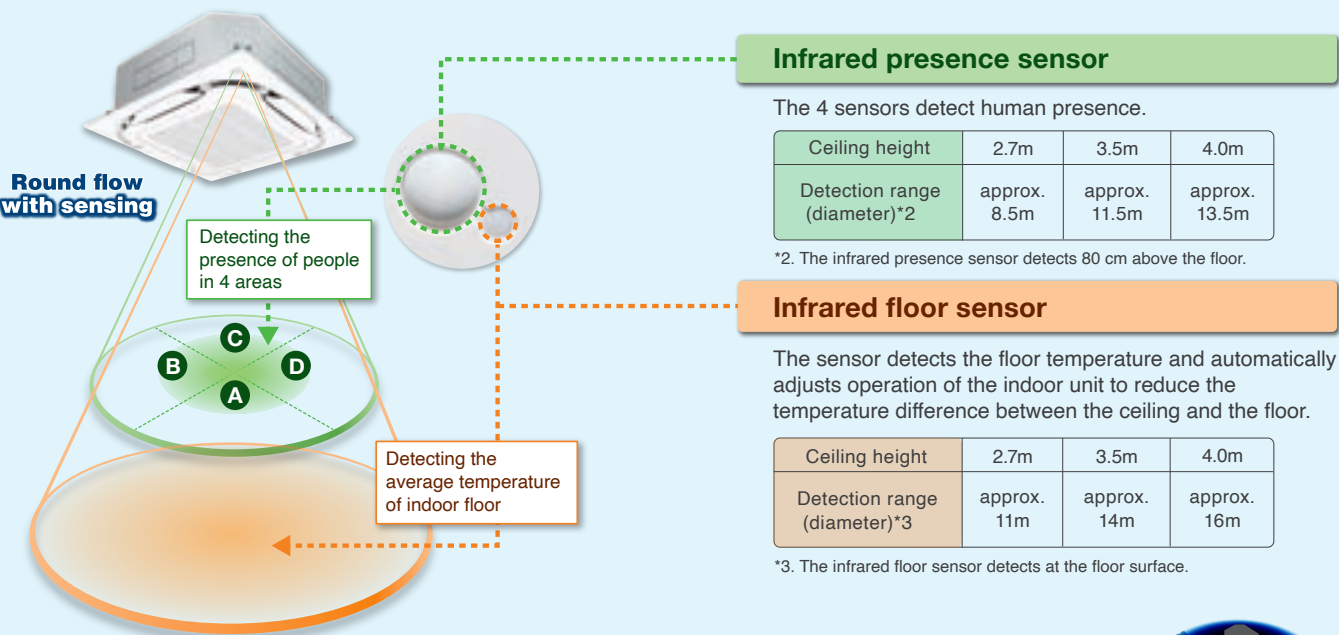 Round flow
with sensing
Detecting the
presence of people
in 4 areas
C
B
D
A
Detecting the
average temperature
of indoor floor
Infrared presence sensor
The 4 sensors detect human presence.
Ceiling height 2.7m 3.5m 4.0m
Detection range approx. approx. approx.
(diameter)*2 8.5m 11.5m 13.5m
*2. The infrared presence sensor detects 80 cm above the floor.
Infrared floor sensor
The sensor detects the floor temperature and automatically
adjusts operation of the indoor unit to reduce the
temperature difference between the ceiling and the floor.
Ceiling height 2.7m 3.5m 4.0m
Detection range approx. approx. approx.
(diameter)*3 11m 14m 16m
*3. The infrared floor sensor detects at the floor surface.